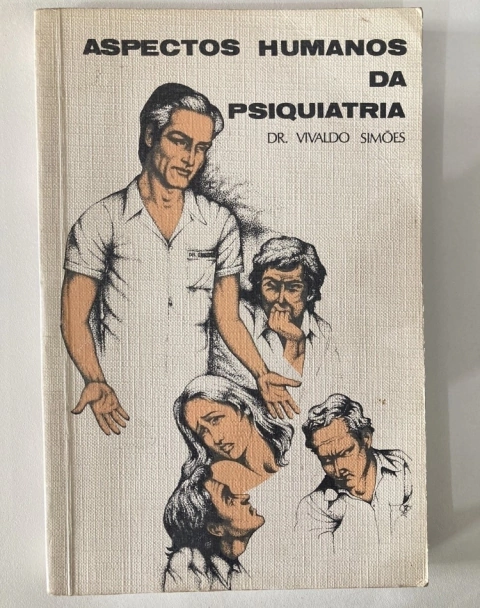 ASPECTOS HUMANOS
DA
PSIQUIATRIA
DR. VIVALDO SIMÕES